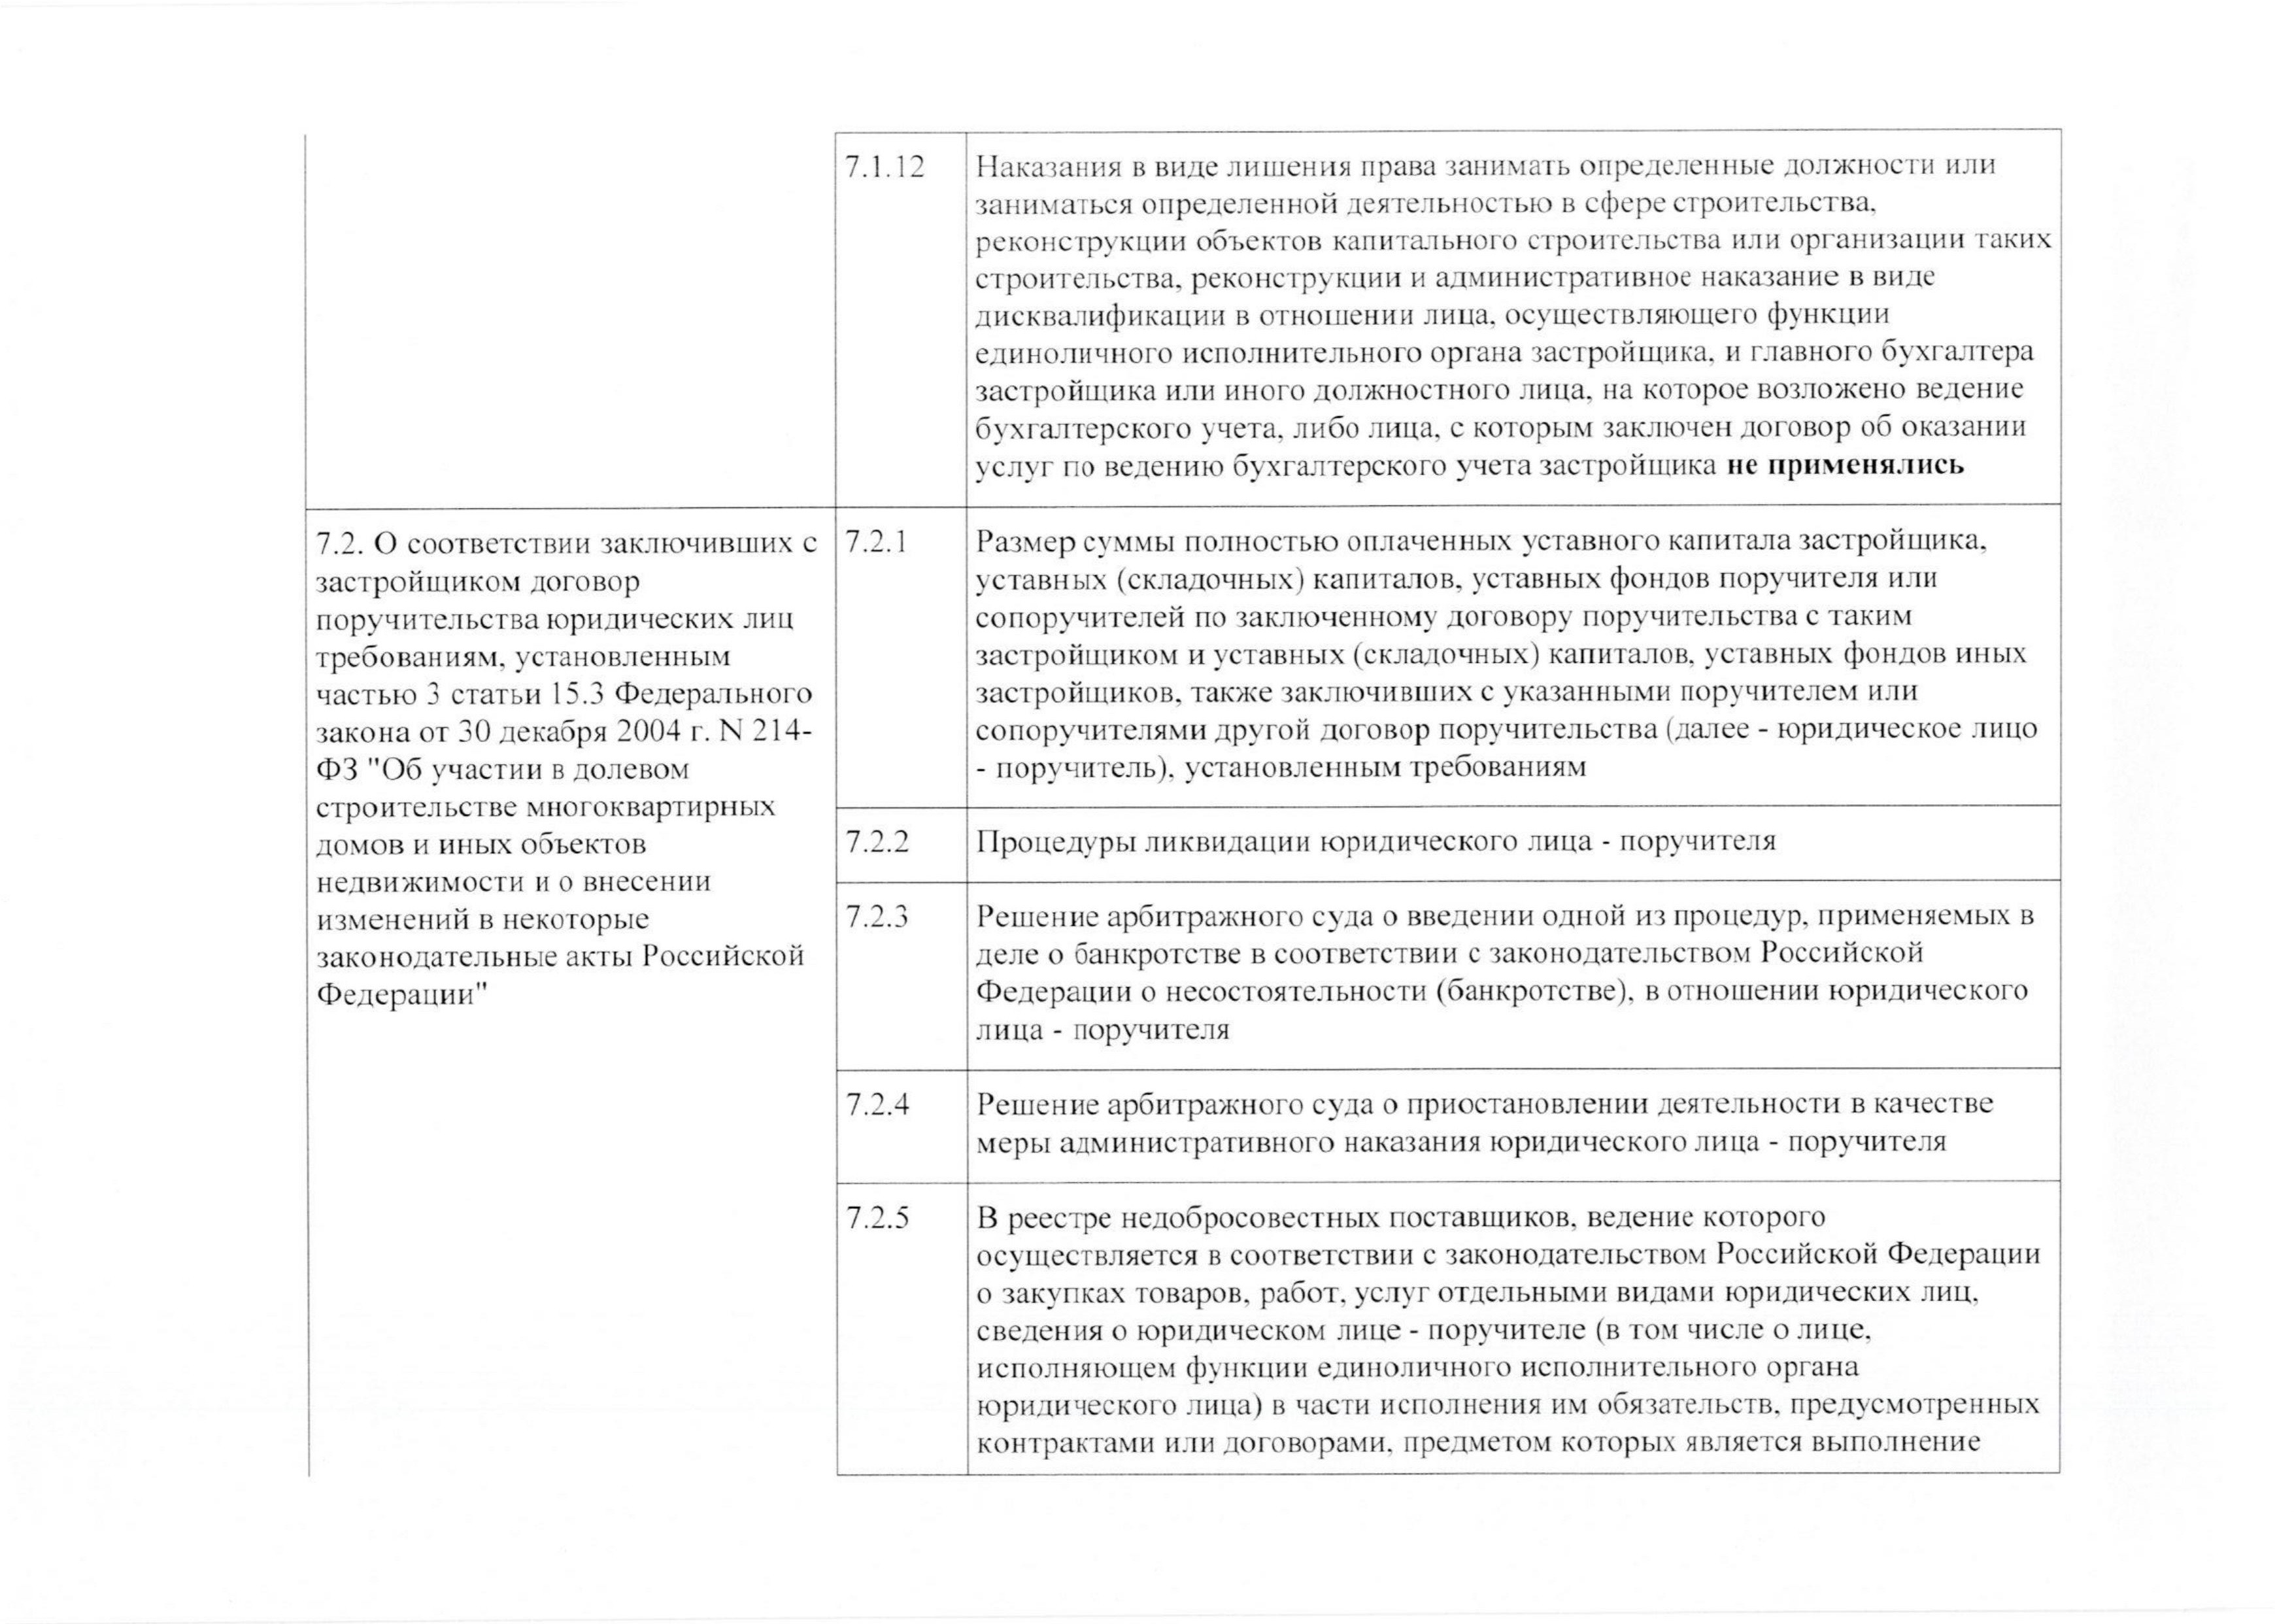 7.1.12
Наказания в виде лишения права занимать определенные должности или
заниматься определенной деятельностью в сфере строительства,
реконструкции объектов капитального строительства или организации таких
строительства, реконструкции и административное наказание в виде
дисквалификации в отношении лица, осуществляющего функции
единоличного исполнительного органа застройщика, и главного бухгалтера
застройщика или иного должностного лица, на которое возложено ведение
бухгалтерского учета, либо лица, с которым заключен договор об оказании
услуг по ведению бухгалтерского учета застройщика не применялись
7.2. О соответствии заключивших с
застройщиком договор
поручительства юридических лиц
требованиям, установленным
частью 3 статьи 15.3 Федерального
закона от 30 декабря 2004 г. N 214-
ФЗ "Об участии в долевом
строительстве многоквартирных
домов и иных объектов
недвижимости и о внесении
изменений в некоторые
законодательные акты Российской
Федерации"
7.2.1
Размер суммы полностью оплаченных уставного капитала застройщика,
уставных (складочных) капиталов, уставных фондов поручителя или
сопоручителей по заключенному договору поручительства с таким
застройщиком и уставных (складочных) капиталов, уставных фондов иных
застройщиков, также заключивших с указанными поручителем или
сопоручителями другой договор поручительства (далее - юридическое лицо
- поручитель), установленным требованиям
7.2.2
Процедуры ликвидации юридического лица - поручителя
7.2.3
Решение арбитражного суда о введении одной из процедур, применяемых в
деле о банкротстве в соответствии с законодательством Российской
Федерации о несостоятельности (банкротстве), в отношении юридического
лица - поручителя
7.2.4
Решение арбитражного суда о приостановлении деятельности в качестве
меры административного наказания юридического лица - поручителя
7.2.5
В реестре недобросовестных поставщиков, ведение которого
осуществляется в соответствии с законодательством Российской Федерации
о закупках товаров, работ, услуг отдельными видами юридических лиц,
сведения о юридическом лице - поручителе (в том числе о лице,
исполняющем функции единоличного исполнительного органа
юридического лица) в части исполнения им обязательств, предусмотренных
контрактами или договорами, предметом которых является выполнение